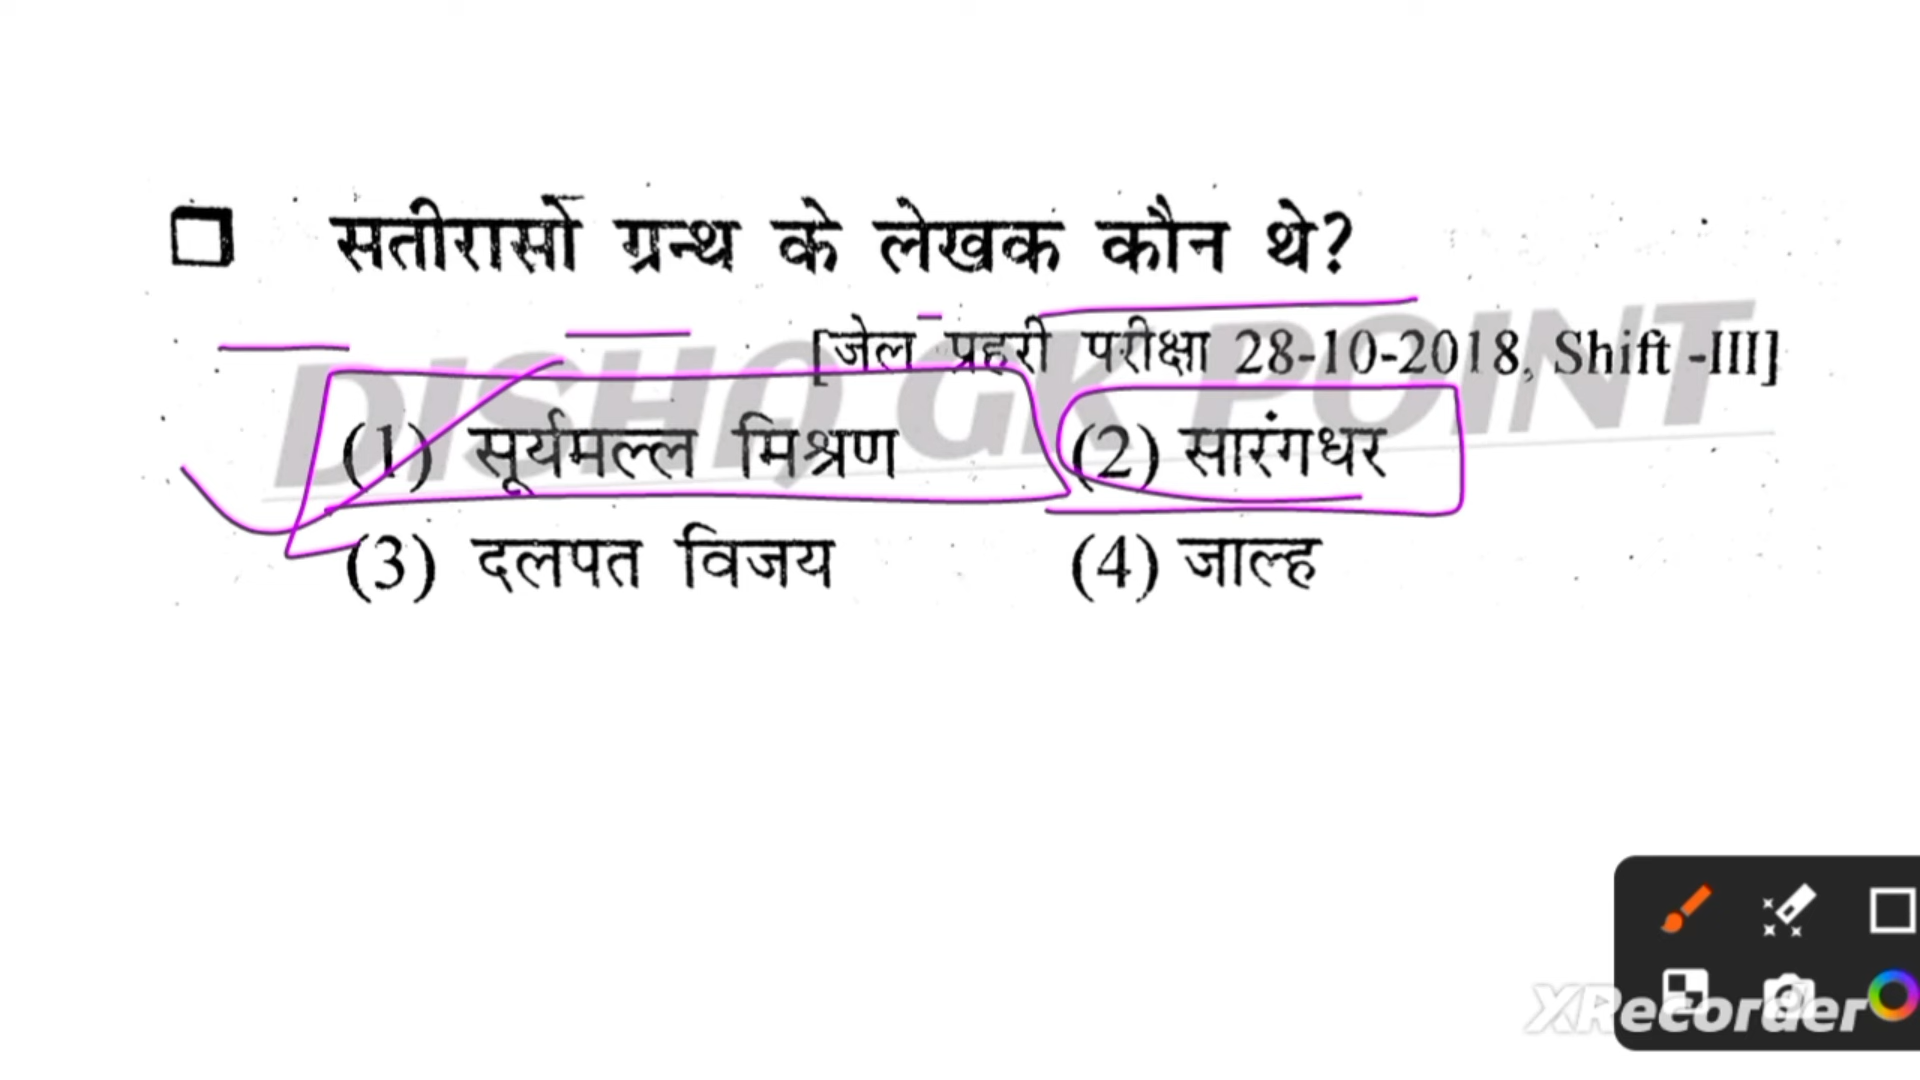 सतीरासो ग्रन्थ के लेखक कौन थे?
[जेल प्रहरी परीक्षा 28-10-2018, Shift -III]
DISHA GK POINT
(1) सूर्यमल्ल मिश्रण (2) सारंगधर
(3) दलपत विजय (4) जाल्ह
XRecorder